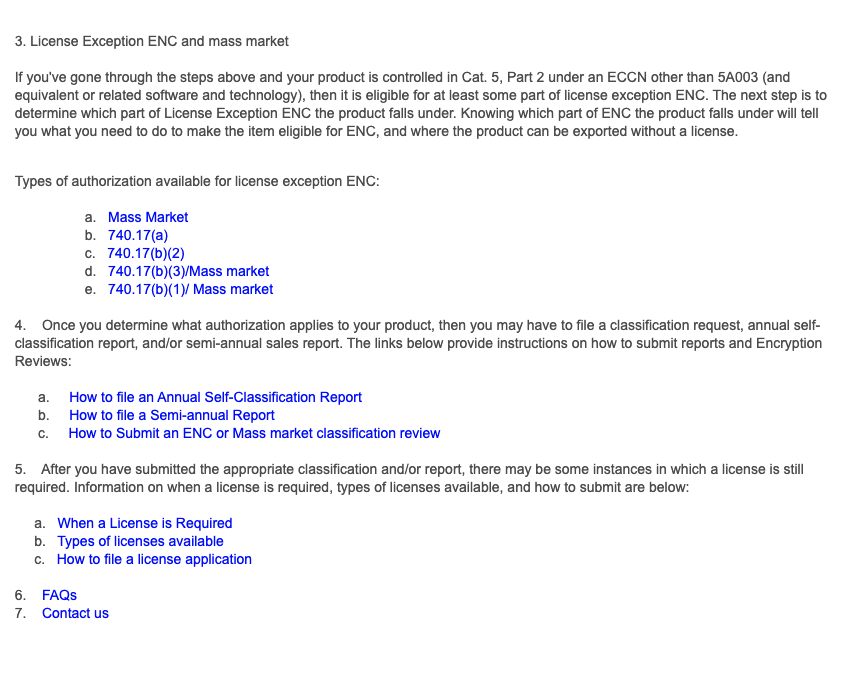 3. License Exception ENC and mass market
If you've gone through the steps above and your product is controlled in Cat. 5, Part 2 under an ECCN other than 5A003 (and
equivalent or related software and technology), then it is eligible for at least some part of license exception ENC. The next step is to
determine which part of License Exception ENC the product falls under. Knowing which part of ENC the product falls under will tell
you what you need to do to make the item eligible for ENC, and where the product can be exported without a license.
Types of authorization available for license exception ENC:
a. Mass Market
b. 740.17(a)
c. 740.17(b)(2)
d. 740.17(b)(3)/Mass market
e. 740.17(b)(1)/ Mass market
4. Once you determine what authorization applies to your product, then you may have to file a classification request, annual self-
classification report, and/or semi-annual sales report. The links below provide instructions on how to submit reports and Encryption
Reviews:
a. How to file an Annual Self-Classification Report
b. How to file a Semi-annual Report
c. How to Submit an ENC or Mass market classification review
5. After you have submitted the appropriate classification and/or report, there may be some instances in which a license is still
required. Information on when a license is required, types of licenses available, and how to submit are below:
a. When a License is Required
b. Types of licenses available
c. How to file a license application
6. FAQs
7. Contact us